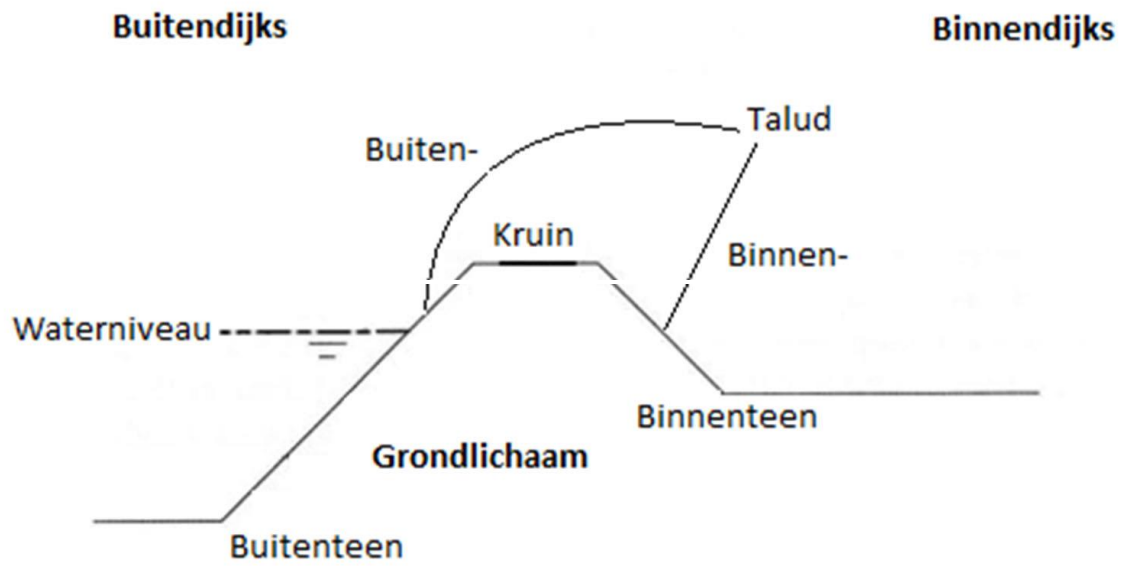 Buitendijks
Binnendijks
Talud
Buiten-
Kruin
Binnen-
Waterniveau
Binnenteen
Grondlichaam
Buitenteen